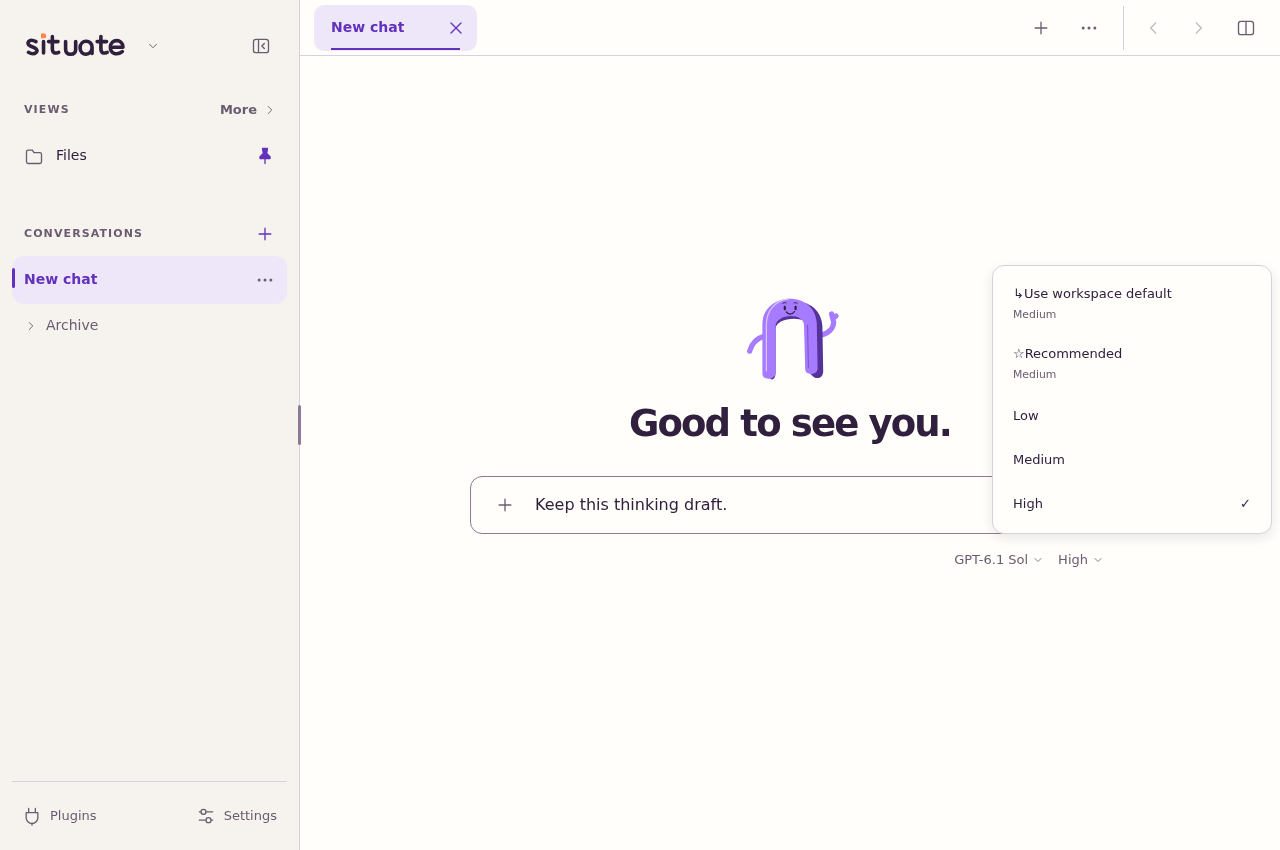 situate
New chat
VIEWS
More
Files
CONVERSATIONS
New chat
Archive
↳Use workspace default
Medium
☆Recommended
Medium
Low
Medium
High ✓
Good to see you.
Keep this thinking draft.
GPT-6.1 Sol
High
Plugins
Settings